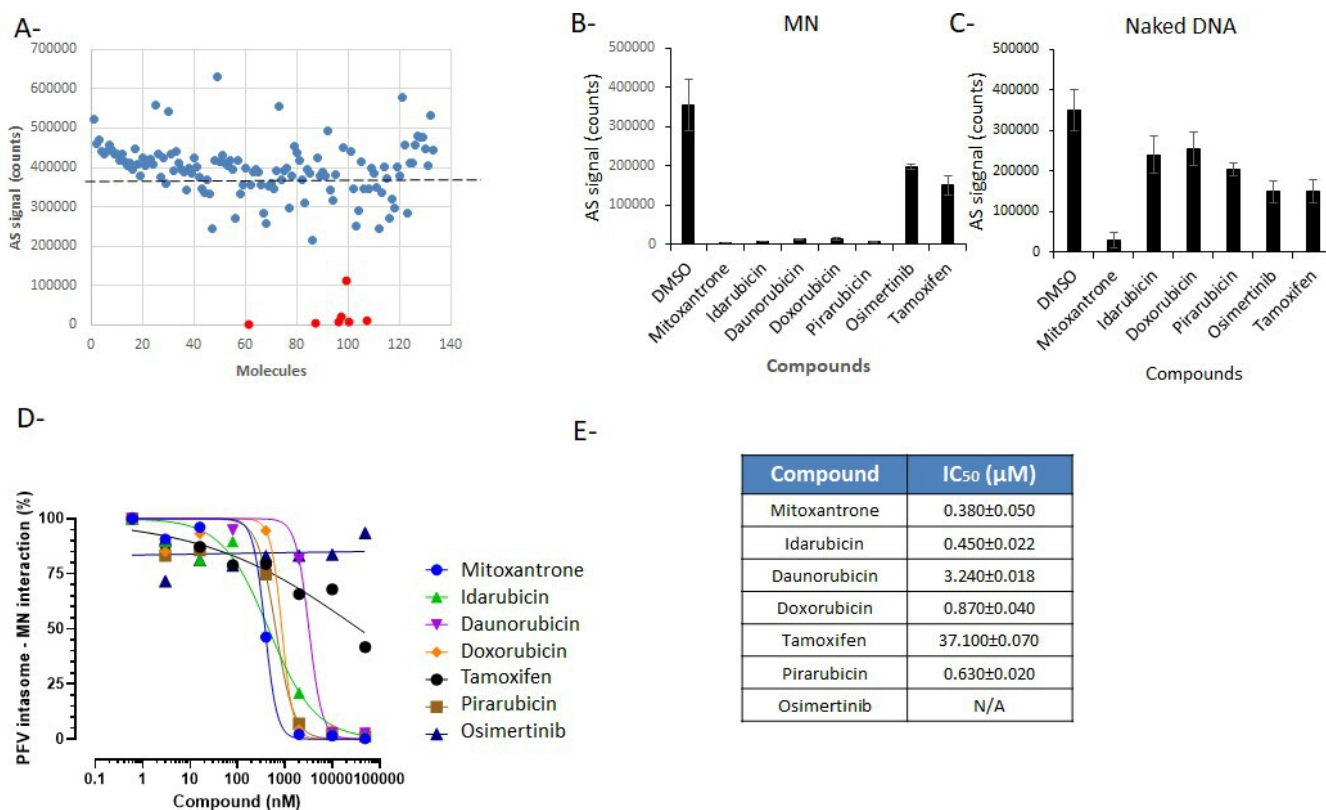 A-
700000
600000
500000
400000
300000
200000
100000
0
0 20 40 60 80 100 120 140
AS signal (counts)
Molecules
B-
MN
500000
400000
300000
200000
100000
0
AS signal (counts)
DMSO
Mitoxantrone
Idarubicin
Daunorubicin
Doxorubicin
Pirarubicin
Osimertinib
Tamoxifen
Compounds
C-
Naked DNA
500000
400000
300000
200000
100000
0
AS siggnal (counts)
DMSO
Mitoxantrone
Idarubicin
Doxorubicin
Pirarubicin
Osimertinib
Tamoxifen
Compounds
D-
PFV intasome - MN interaction (%)
100
75
50
25
0
0.1 1 10 100 1000 10000 100000
Compound (nM)
Mitoxantrone
Idarubicin
Daunorubicin
Doxorubicin
Tamoxifen
Pirarubicin
Osimertinib
E-
Compound IC50 (µM)
Mitoxantrone 0.380±0.050
Idarubicin 0.450±0.022
Daunorubicin 3.240±0.018
Doxorubicin 0.870±0.040
Tamoxifen 37.100±0.070
Pirarubicin 0.630±0.020
Osimertinib N/A